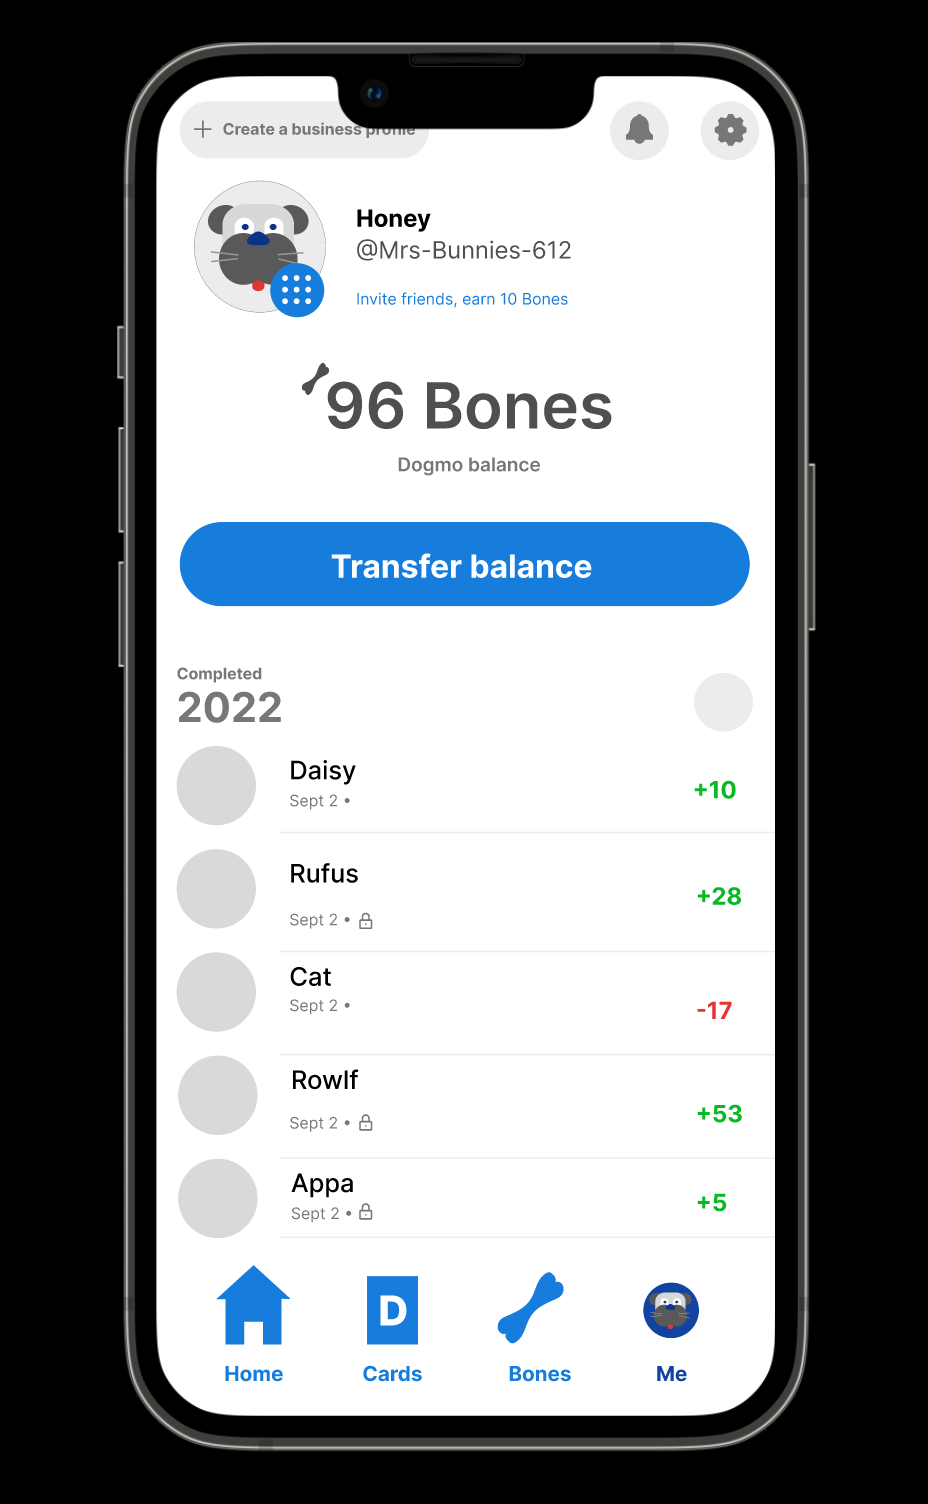 Create a business profile
Honey
@Mrs-Bunnies-612
Invite friends, earn 10 Bones
96 Bones
Dogmo balance
Transfer balance
Completed
2022
Daisy
Sept 2 •
+10
Rufus
Sept 2 •
+28
Cat
Sept 2 •
-17
Rowlf
Sept 2 •
+53
Appa
Sept 2 •
+5
D
Home Cards Bones Me